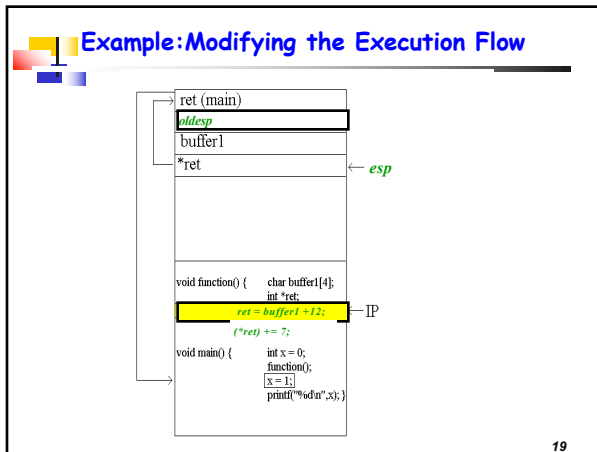 Example:Modifying the Execution Flow
ret (main)
oldesp
buffer1
*ret
esp
void function() { char buffer1[4];
int *ret;
ret = buffer1 +12;
IP
(*ret) += 7;
void main() { int x = 0;
function();
x = 1;
printf("%d\n",x); }
19